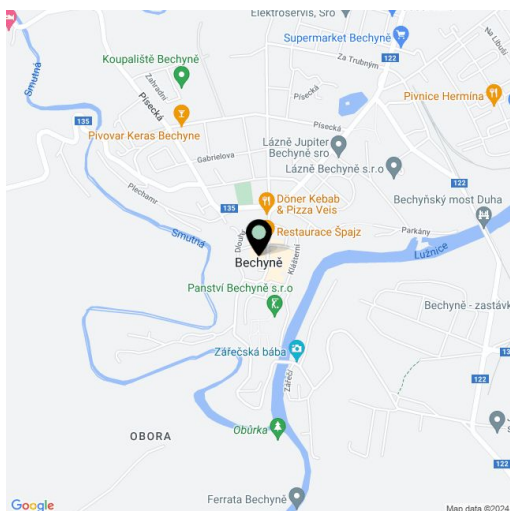 Elektroservis, Sro
Supermarket Bechyně
Smutná
Koupaliště Bechyně
Za Trubným
122
Na Libuši
Zahradní
Písecká
Pivnice Hermína
135
Pivovar Keras Bechyne
Písecká
Gabrielova
Lázně Jupiter
Bechyně sro
Lázně Bechyně s.r.o
Plechamr
Döner Kebab
& Pizza Veis
Bechyňský most Duha
135
Restaurace Špajz
Parkány
Smutná
Dlouhá
Klášterní
Lužnice
Bechyně
Panství Bechyně s.r.o
Bechyně - zastávk
Zářečská bába
122
Zářečí
Obůrka
OBORA
122
Ferrata Bechyně
Google
Map data ©2024